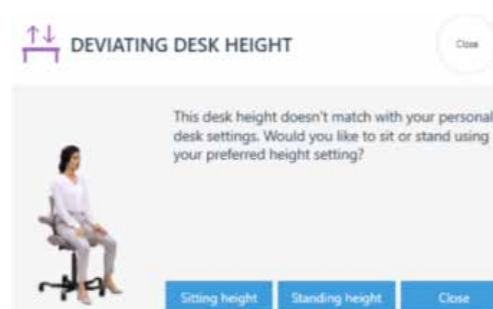 DEVIATING DESK HEIGHT
Close
This desk height doesn't match with your personal
desk settings. Would you like to sit or stand using
your preferred height setting?
Sitting height
Standing height
Close